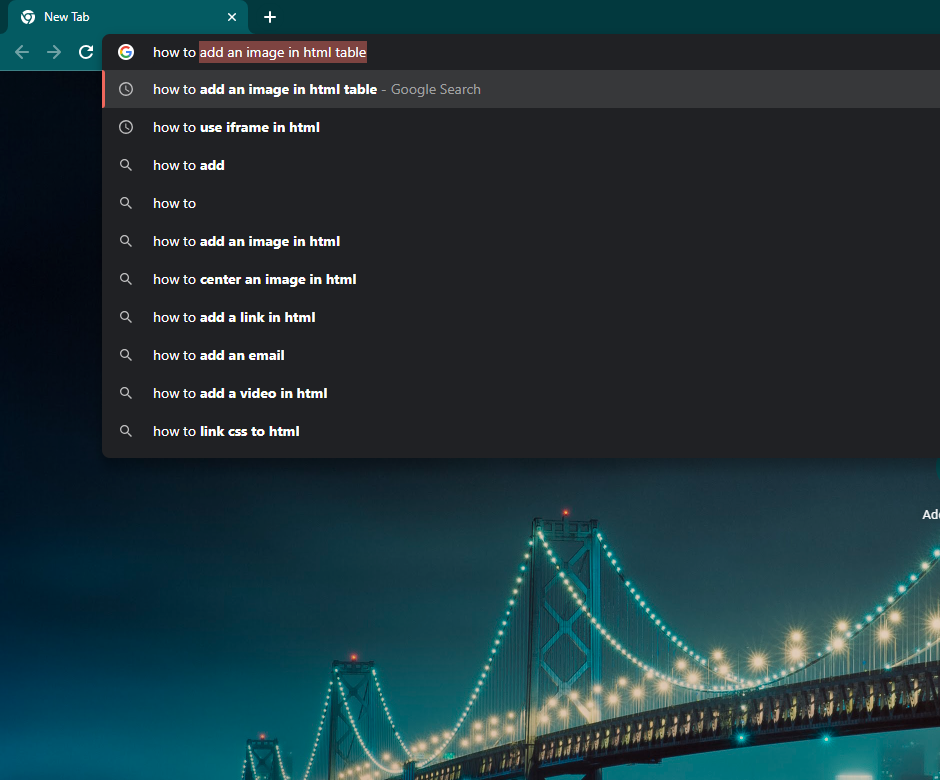 New Tab
how to add an image in html table
how to add an image in html table - Google Search
how to use iframe in html
how to add
how to
how to add an image in html
how to center an image in html
how to add a link in html
how to add an email
how to add a video in html
how to link css to html